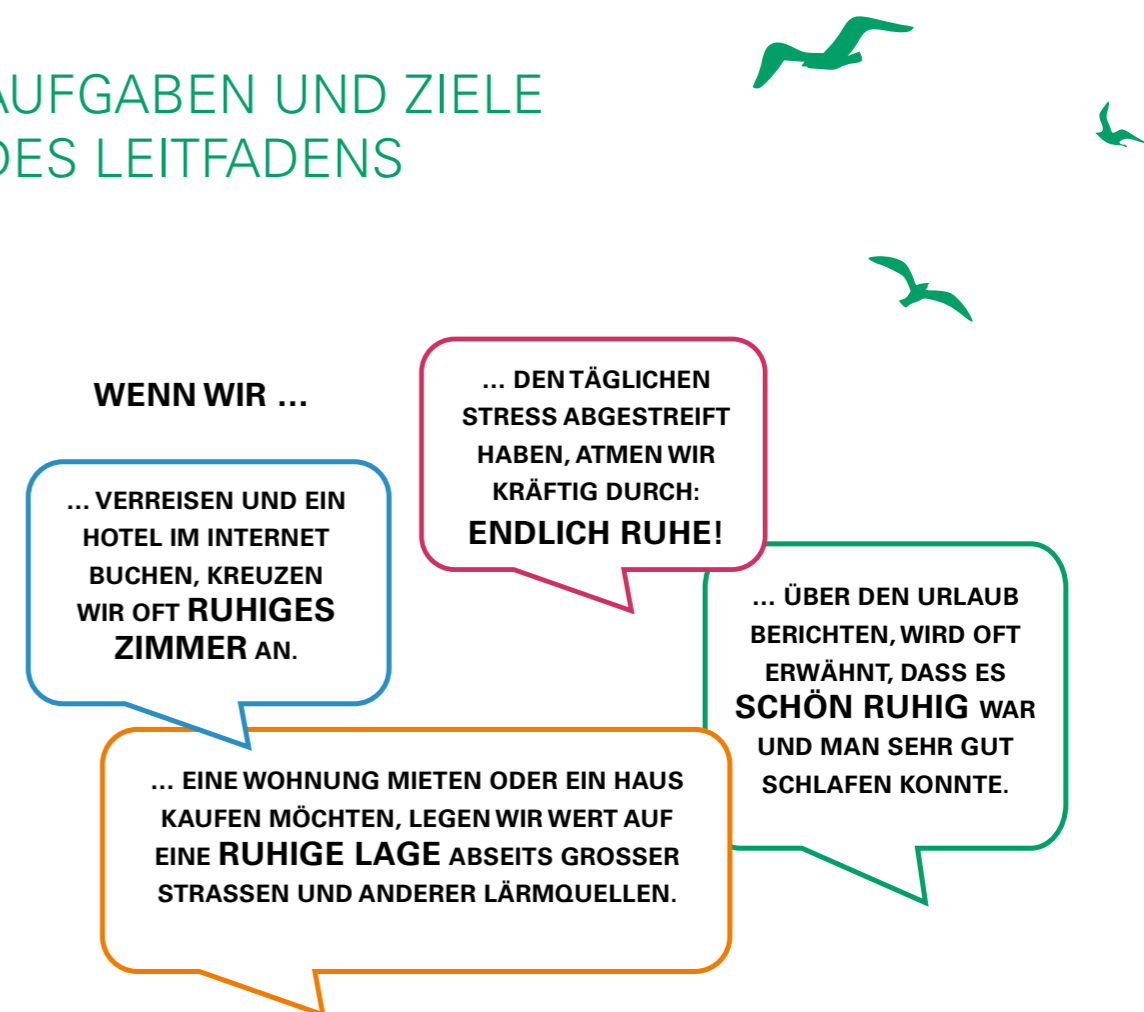 AUFGABEN UND ZIELE
DES LEITFADENS
WENN WIR ...
... VERREISEN UND EIN
HOTEL IM INTERNET
BUCHEN, KREUZEN
WIR OFT RUHIGES
ZIMMER AN.
... DEN TÄGLICHEN
STRESS ABGESTREIFT
HABEN, ATMEN WIR
KRÄFTIG DURCH:
ENDLICH RUHE!
... ÜBER DEN URLAUB
BERICHTEN, WIRD OFT
ERWÄHNT, DASS ES
SCHÖN RUHIG WAR
UND MAN SEHR GUT
SCHLAFEN KONNTE.
... EINE WOHNUNG MIETEN ODER EIN HAUS
KAUFEN MÖCHTEN, LEGEN WIR WERT AUF
EINE RUHIGE LAGE ABSEITS GROSSER
STRASSEN UND ANDERER LÄRMQUELLEN.